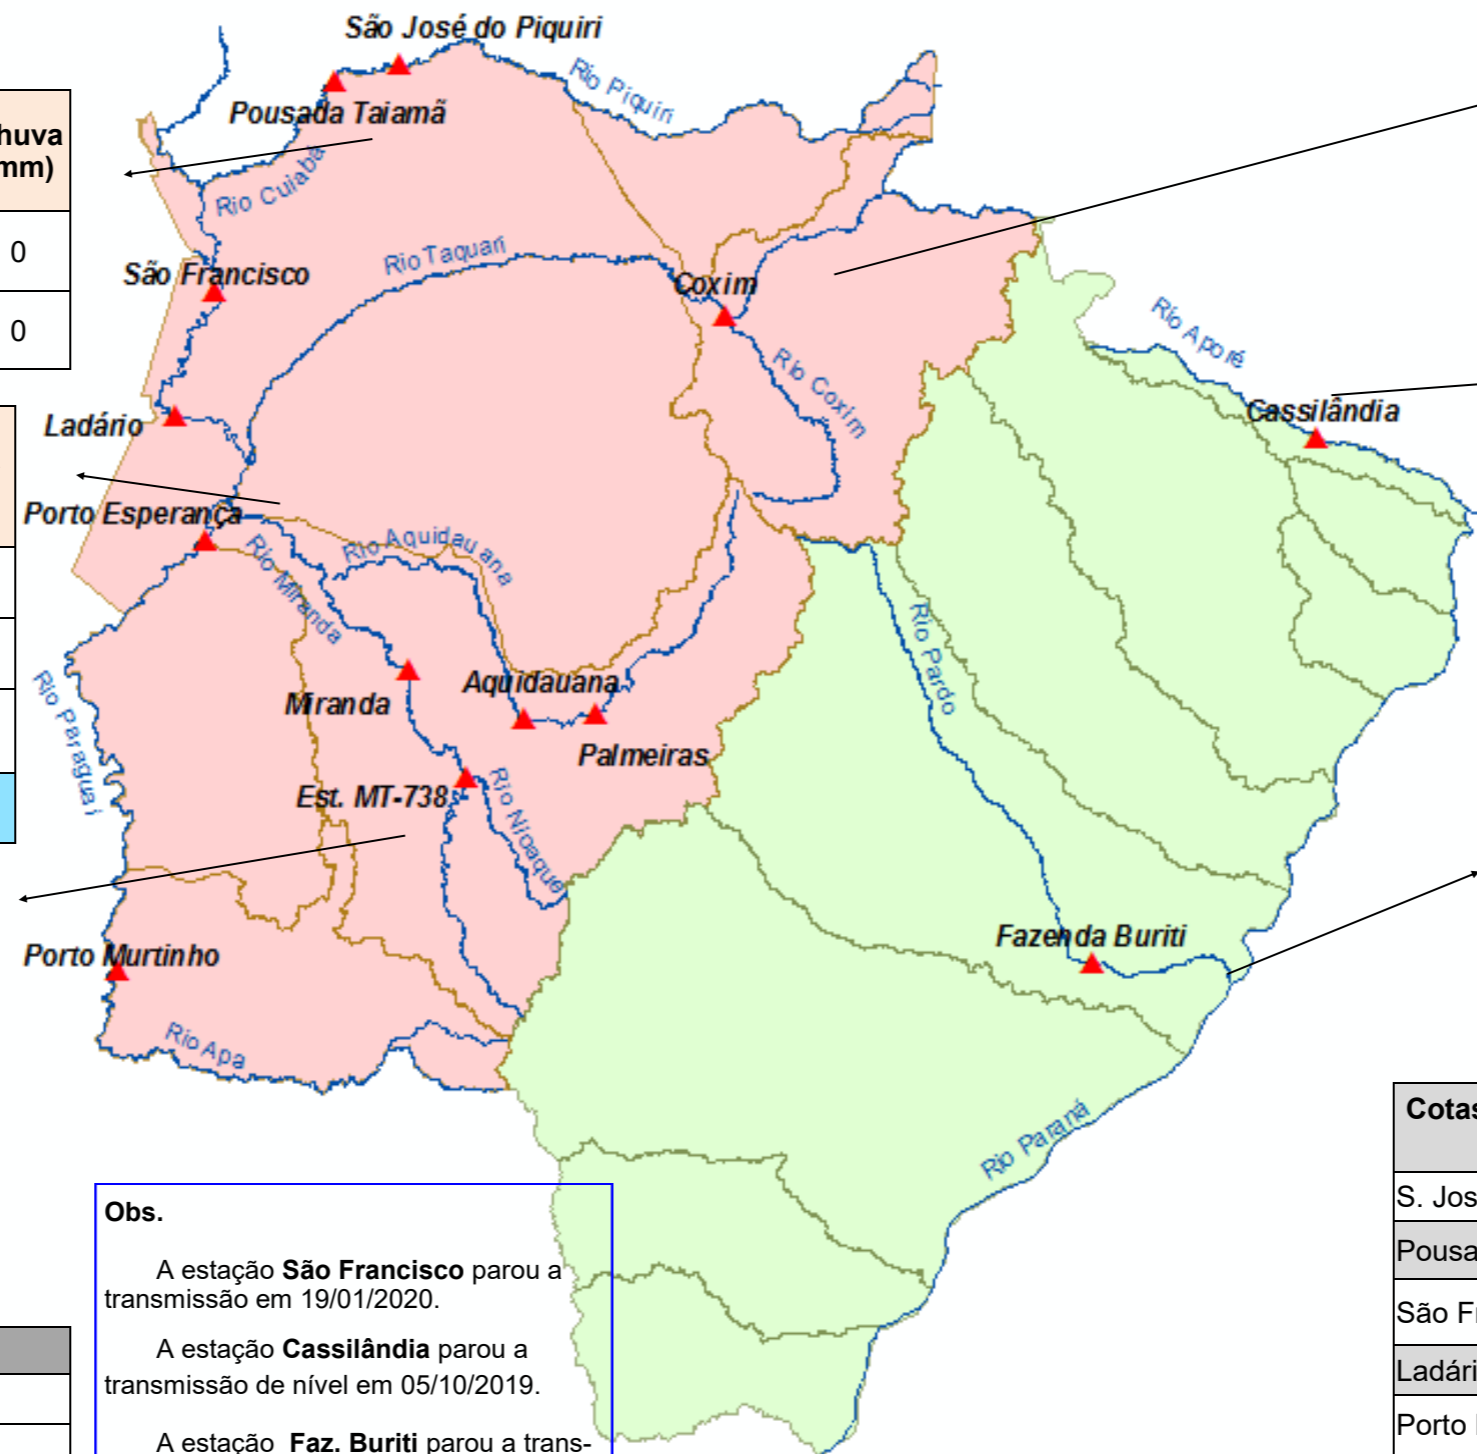 São José do Piquiri
Rio Piquiri
Pousada Taiamã
huva
mm)
0
0
Rio Cuiabá
São Francisco
Rio Taquari
Coxim
Rio Coxim
Rio Aporé
Cassilândia
Ladário
Porto Esperança
Rio Aquidauana
Rio Miranda
Rio Pardo
Rio Paraguai
Miranda
Aquidauana
Palmeiras
Est. MT-738
Rio Nioaque
Fazenda Buriti
Porto Murtinho
Rio Apa
Rio Paraná
Cotas
S. Jos
Pousa
São Fr
Ladári
Porto
Obs.
A estação São Francisco parou a
transmissão em 19/01/2020.
A estação Cassilândia parou a
transmissão de nível em 05/10/2019.
A estação Faz. Buriti parou a trans-